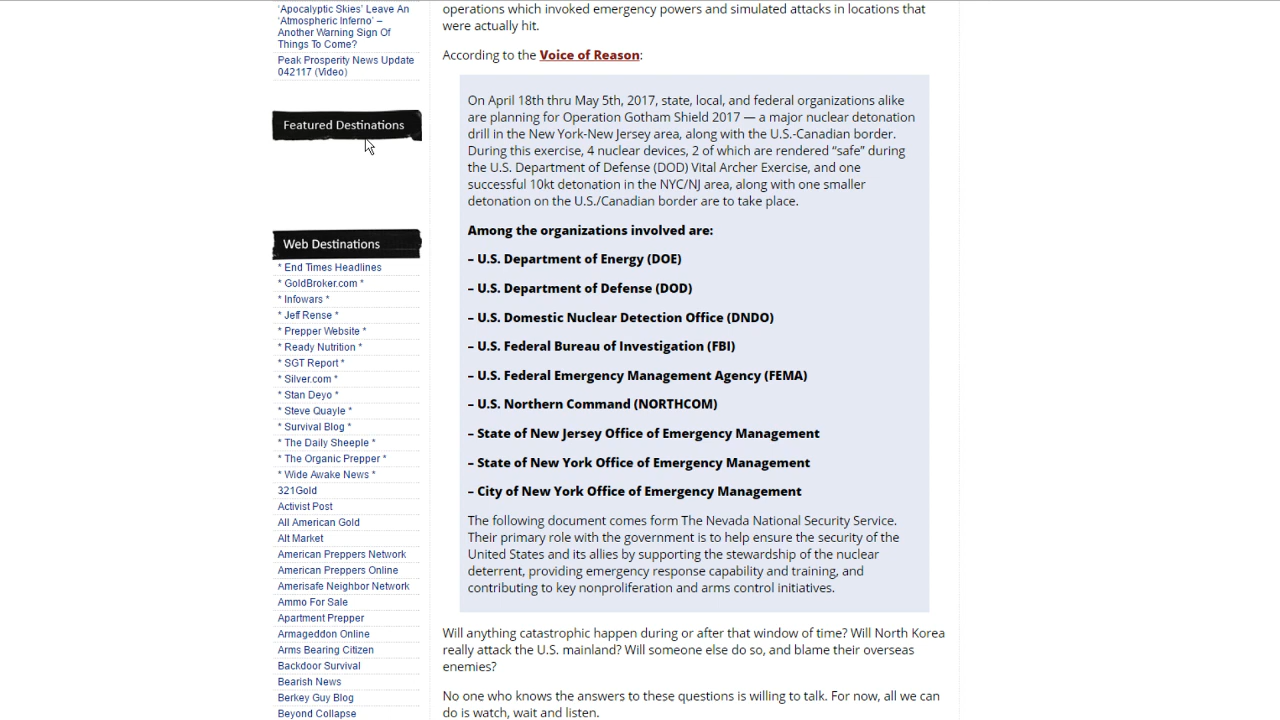 'Apocalyptic Skies' Leave An
'Atmospheric Inferno' –
Another Warning Sign Of
Things To Come?
Peak Prosperity News Update
042117 (Video)
Featured Destinations
Web Destinations
* End Times Headlines
* GoldBroker.com *
* Infowars *
* Jeff Rense *
* Prepper Website *
* Ready Nutrition *
* SGT Report *
* Silver.com *
* Stan Deyo *
* Steve Quayle *
* Survival Blog *
* The Daily Sheeple *
* The Organic Prepper *
* Wide Awake News *
321Gold
Activist Post
All American Gold
Alt Market
American Preppers Network
American Preppers Online
Amerisafe Neighbor Network
Ammo For Sale
Apartment Prepper
Armageddon Online
Arms Bearing Citizen
Backdoor Survival
Bearish News
Berkey Guy Blog
Beyond Collapse
operations which invoked emergency powers and simulated attacks in locations that
were actually hit.
According to the Voice of Reason:
On April 18th thru May 5th, 2017, state, local, and federal organizations alike
are planning for Operation Gotham Shield 2017 — a major nuclear detonation
drill in the New York-New Jersey area, along with the U.S.-Canadian border.
During this exercise, 4 nuclear devices, 2 of which are rendered “safe” during
the U.S. Department of Defense (DOD) Vital Archer Exercise, and one
successful 10kt detonation in the NYC/NJ area, along with one smaller
detonation on the U.S./Canadian border are to take place.
Among the organizations involved are:
– U.S. Department of Energy (DOE)
– U.S. Department of Defense (DOD)
– U.S. Domestic Nuclear Detection Office (DNDO)
– U.S. Federal Bureau of Investigation (FBI)
– U.S. Federal Emergency Management Agency (FEMA)
– U.S. Northern Command (NORTHCOM)
– State of New Jersey Office of Emergency Management
– State of New York Office of Emergency Management
– City of New York Office of Emergency Management
The following document comes form The Nevada National Security Service.
Their primary role with the government is to help ensure the security of the
United States and its allies by supporting the stewardship of the nuclear
deterrent, providing emergency response capability and training, and
contributing to key nonproliferation and arms control initiatives.
Will anything catastrophic happen during or after that window of time? Will North Korea
really attack the U.S. mainland? Will someone else do so, and blame their overseas
enemies?
No one who knows the answers to these questions is willing to talk. For now, all we can
do is watch, wait and listen.